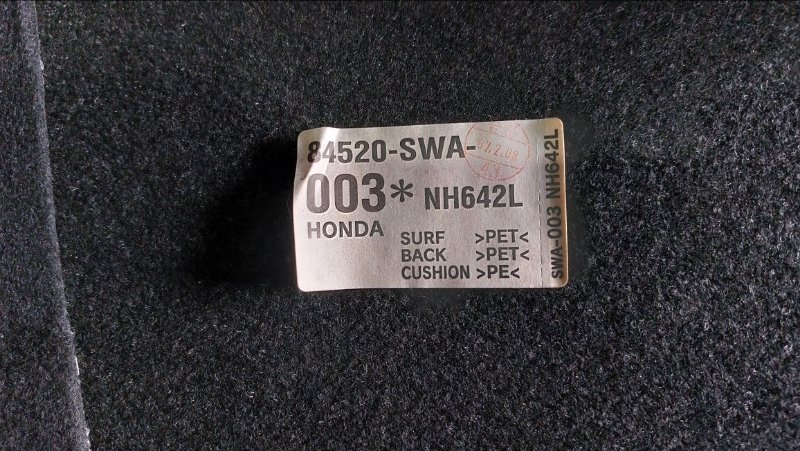 84520-SWA-
003* NH642L
HONDA
SURF >PET<
BACK >PET<
CUSHION >PE<
SWA-003 NH642L